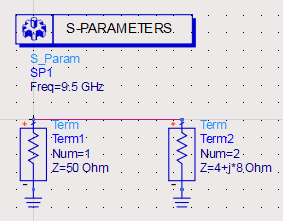 S-PARAMETERS
S_Param
SP1
Freq=9.5 GHz
+
Term
Term1
Num=1
Z=50 Ohm
-
+
Term
Term2
Num=2
Z=4+j*8 Ohm
-